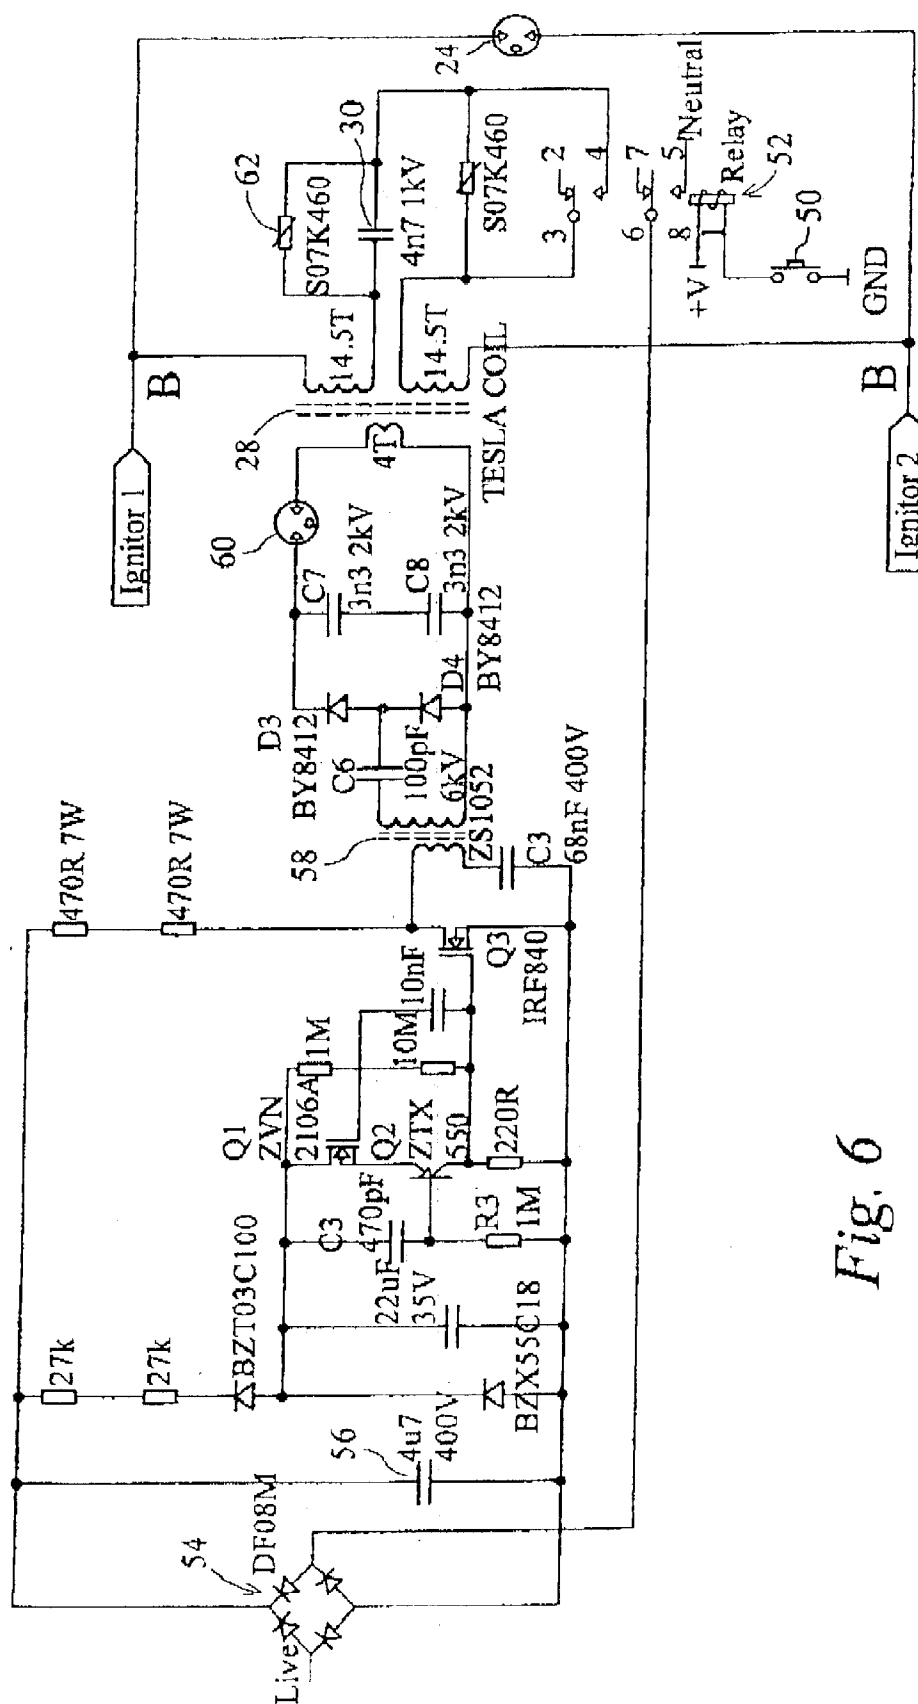 Live
54
DF08M
56
4u7
400V
27k
27k
BZT03C100
BZX55C18
22uF
35V
C3
470pF
R3
1M
Q1
ZVN
2106A
Q2
ZTX
550
220R
1M
10M
10nF
Q3
IRF840
470R 7W
470R 7W
58
ZS1052
C3
68nF 400V
C6
100pF
6kV
D3
BY8412
D4
BY8412
C7
3n3 2kV
C8
3n3 2kV
60
28
4T
TESLA COIL
Ignitor 1
B
14.5T
14.5T
62
S07K460
30
4n7 1kV
S07K460
24
3
2
4
6
7
5
Neutral
8
1
Relay
52
+V
50
GND
B
Ignitor 2
Fig. 6